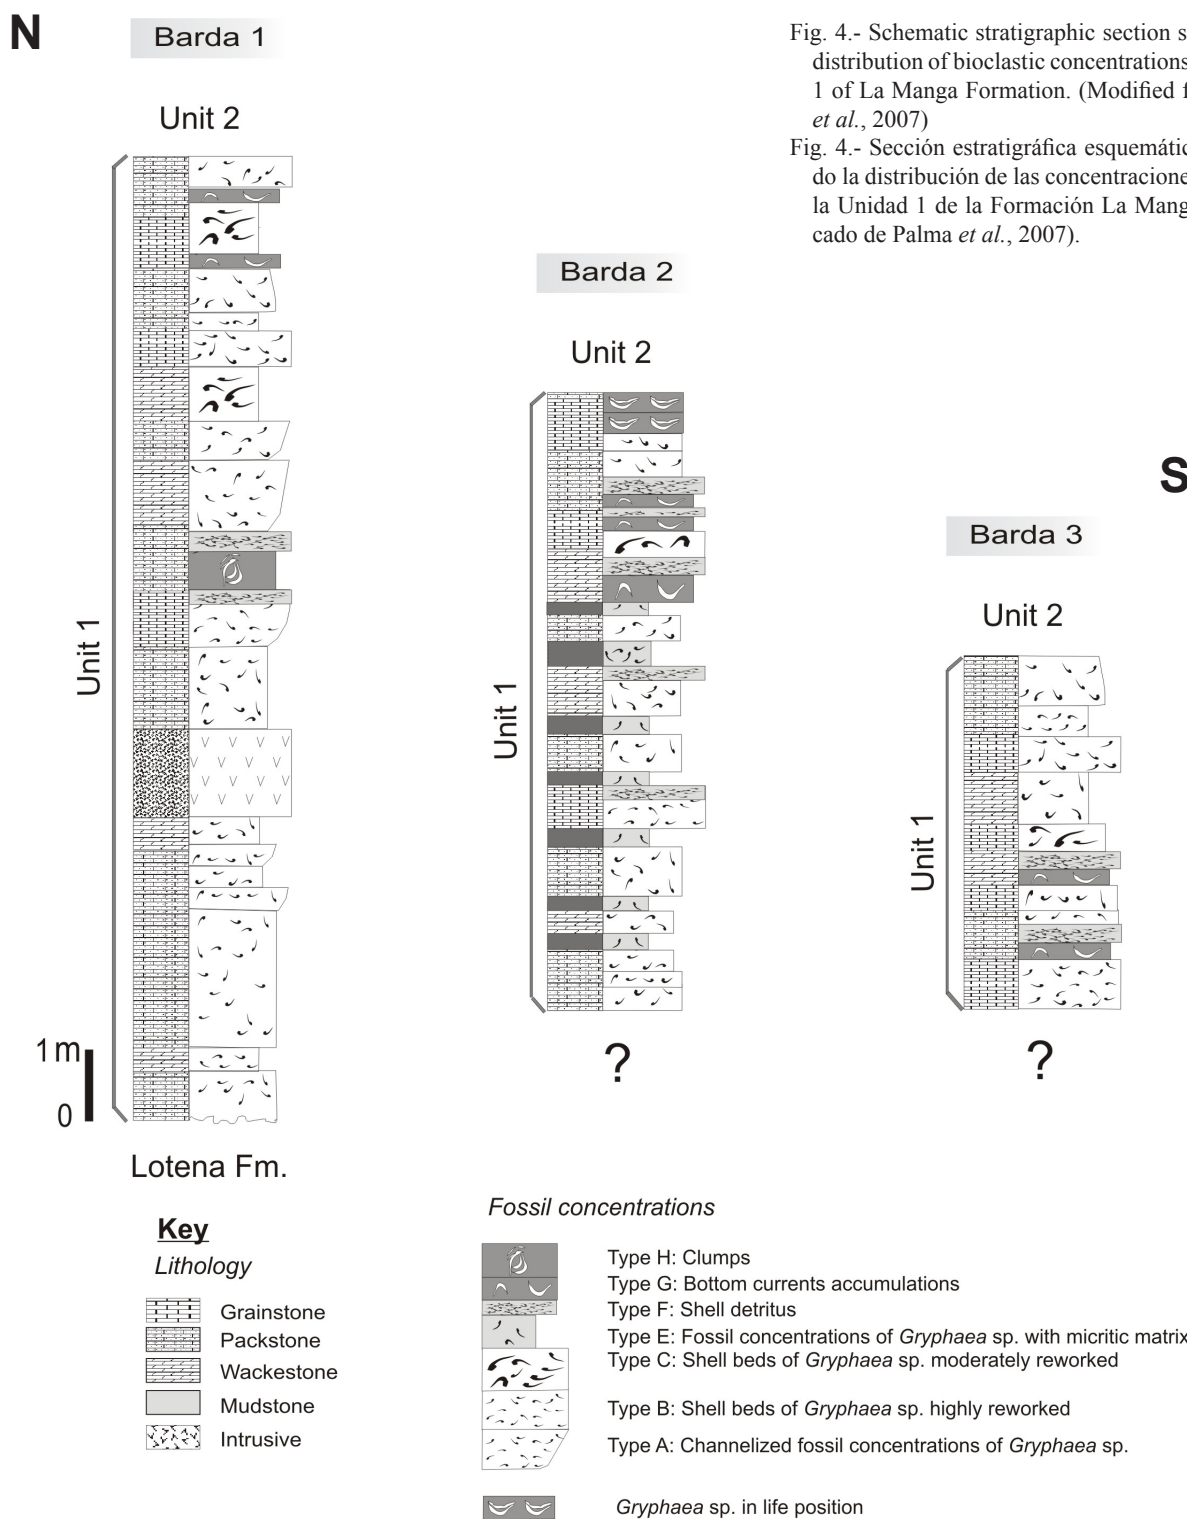 N
Barda 1
Unit 2
Unit 1
1 m
0
Lotena Fm.
Fig. 4.- Schematic stratigraphic section s
distribution of bioclastic concentrations
1 of La Manga Formation. (Modified f
et al., 2007)
Fig. 4.- Sección estratigráfica esquemátic
do la distribución de las concentracione
la Unidad 1 de la Formación La Mang
cado de Palma et al., 2007).
Barda 2
Unit 2
Unit 1
?
S
Barda 3
Unit 2
Unit 1
?
Key
Lithology
Grainstone
Packstone
Wackestone
Mudstone
Intrusive
Fossil concentrations
Type H: Clumps
Type G: Bottom currents accumulations
Type F: Shell detritus
Type E: Fossil concentrations of Gryphaea sp. with micritic matrix
Type C: Shell beds of Gryphaea sp. moderately reworked
Type B: Shell beds of Gryphaea sp. highly reworked
Type A: Channelized fossil concentrations of Gryphaea sp.
Gryphaea sp. in life position